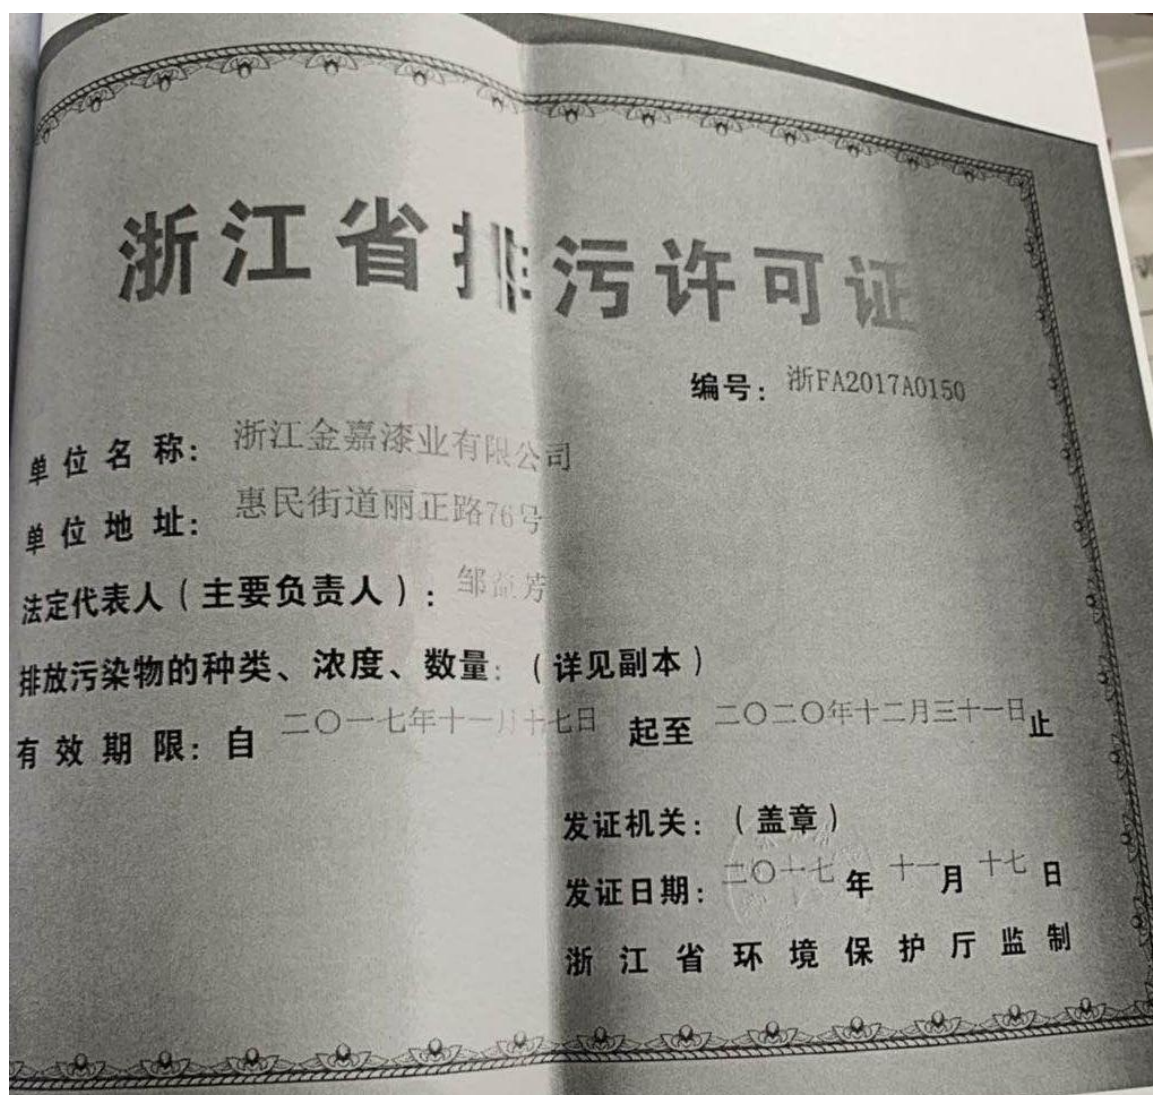 浙江省排污许可证
编号：浙FA2017A0150
单位名称：浙江金嘉漆业有限公司
单位地址：惠民街道丽正路76号
法定代表人（主要负责人）：邹 芳
排放污染物的种类、浓度、数量：（详见副本）
有效期限：自 二〇一七年十一月十七日 起至 二〇二〇年十二月三十一日止
发证机关：（盖章）
发证日期：二〇十七年十一月十七日
浙江省环境保护厅监制